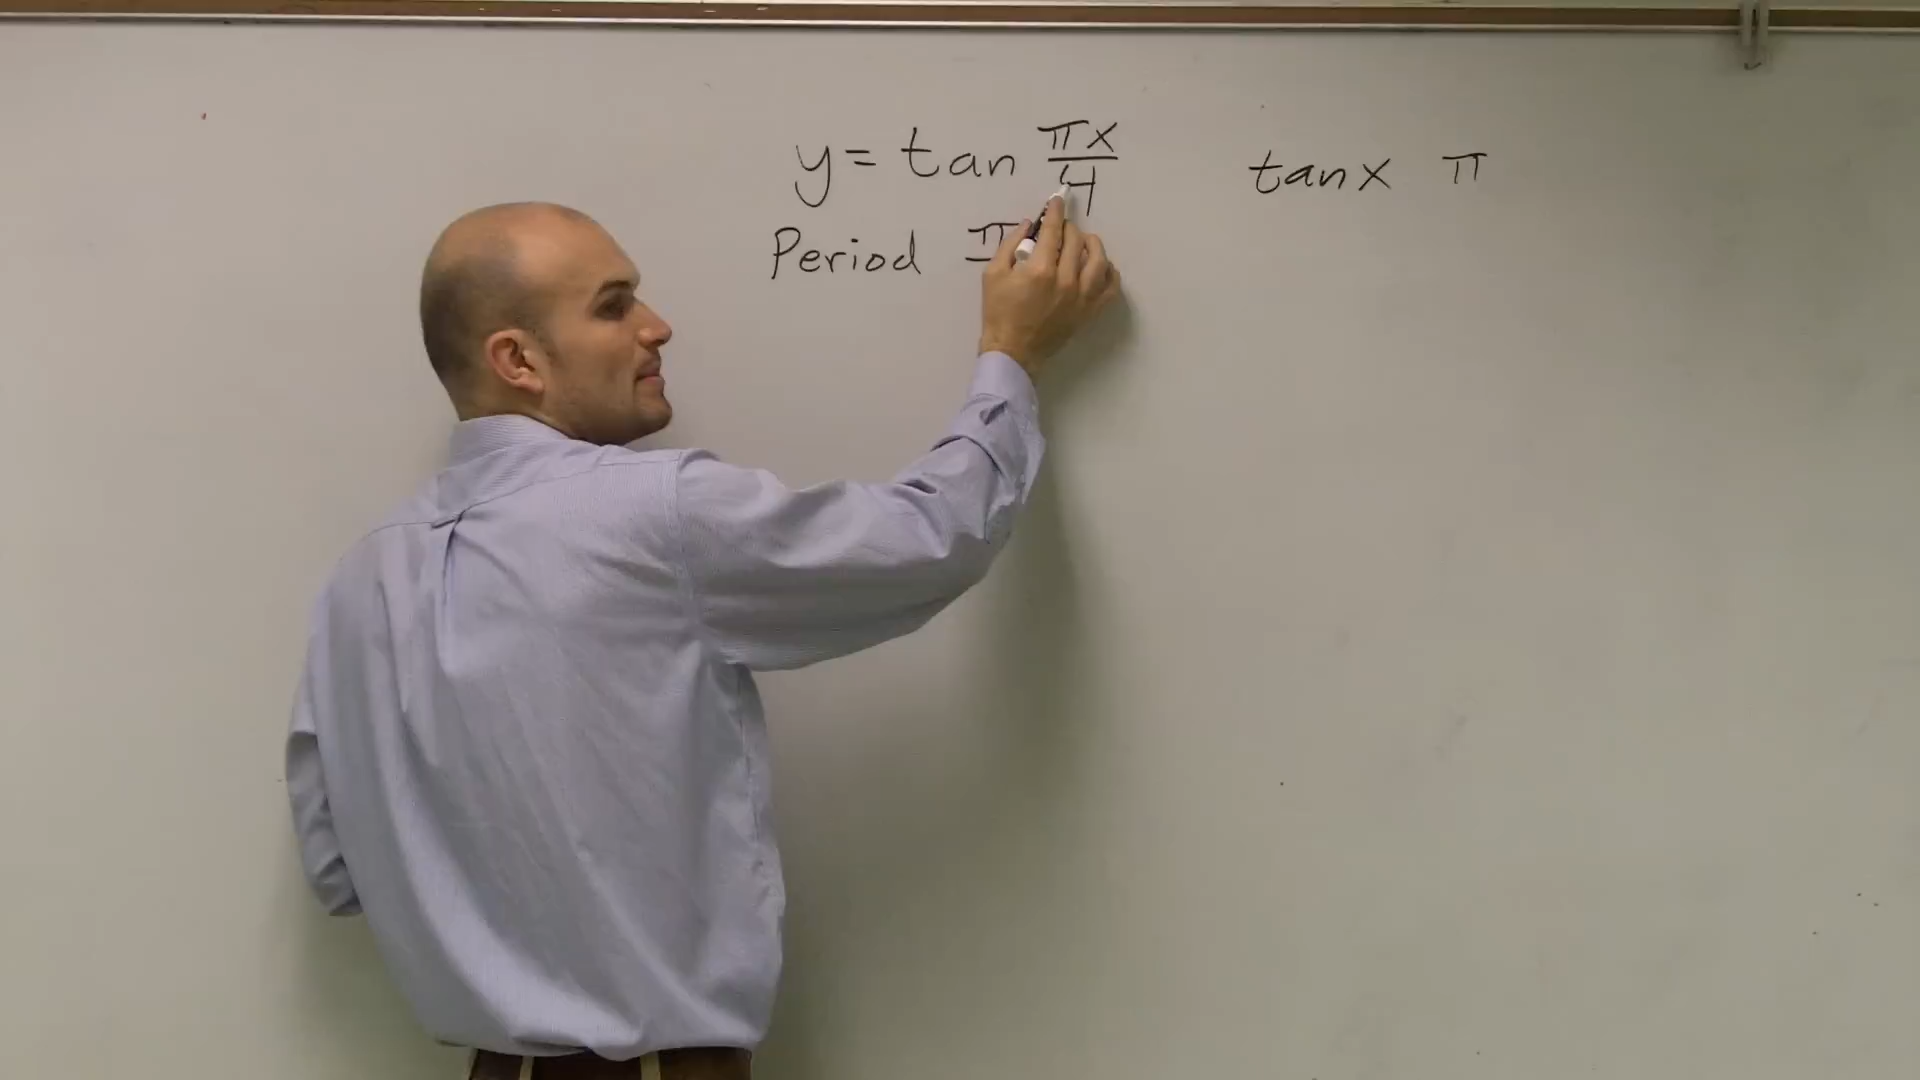 y = tan πx/4
tan x π
Period π